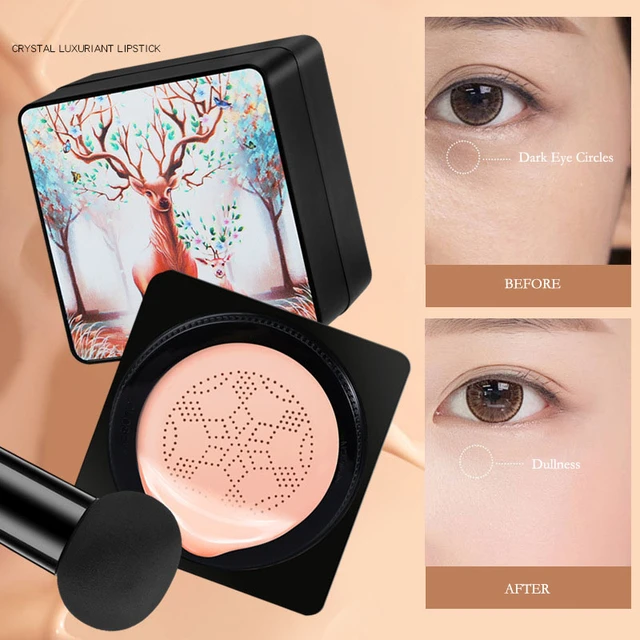 CRYSTAL LUXURIANT LIPSTICK
Dark Eye Circles
BEFORE
Dullness
AFTER